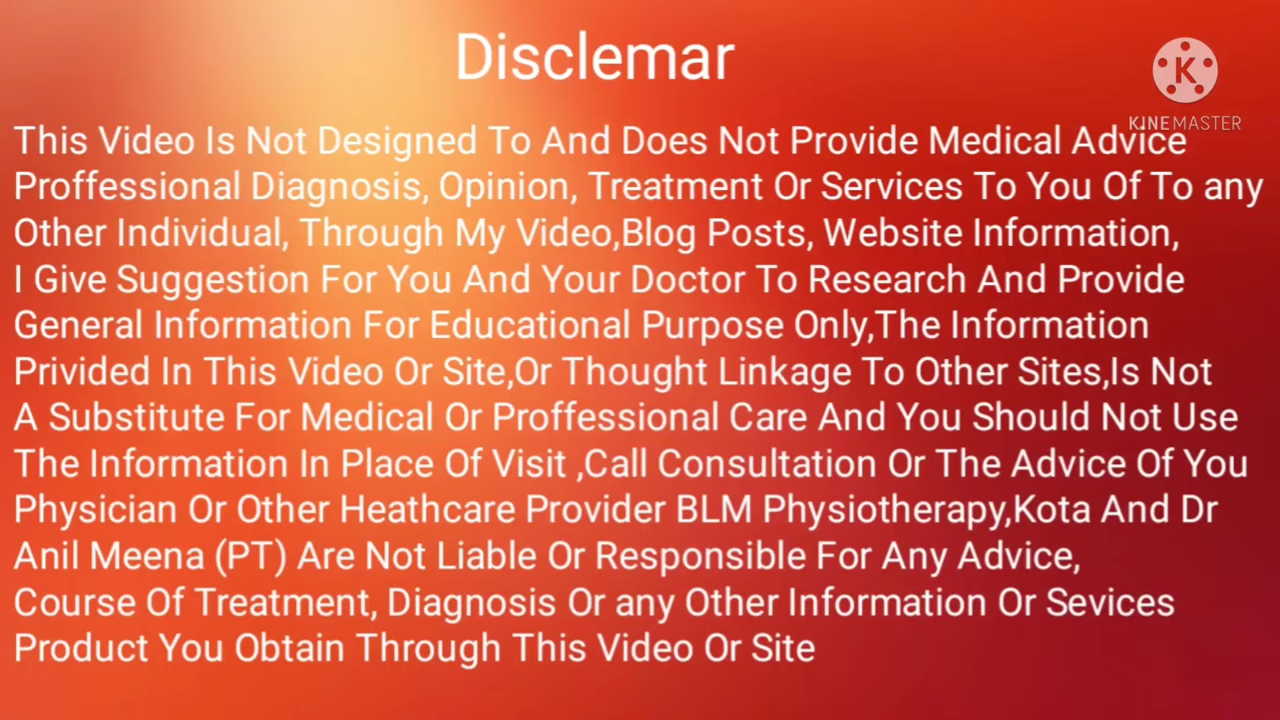 Disclemar
KINEMASTER
This Video Is Not Designed To And Does Not Provide Medical Advice
Proffessional Diagnosis, Opinion, Treatment Or Services To You Of To any
Other Individual, Through My Video,Blog Posts, Website Information,
I Give Suggestion For You And Your Doctor To Research And Provide
General Information For Educational Purpose Only,The Information
Privided In This Video Or Site,Or Thought Linkage To Other Sites,Is Not
A Substitute For Medical Or Proffessional Care And You Should Not Use
The Information In Place Of Visit ,Call Consultation Or The Advice Of You
Physician Or Other Heathcare Provider BLM Physiotherapy,Kota And Dr
Anil Meena (PT) Are Not Liable Or Responsible For Any Advice,
Course Of Treatment, Diagnosis Or any Other Information Or Sevices
Product You Obtain Through This Video Or Site